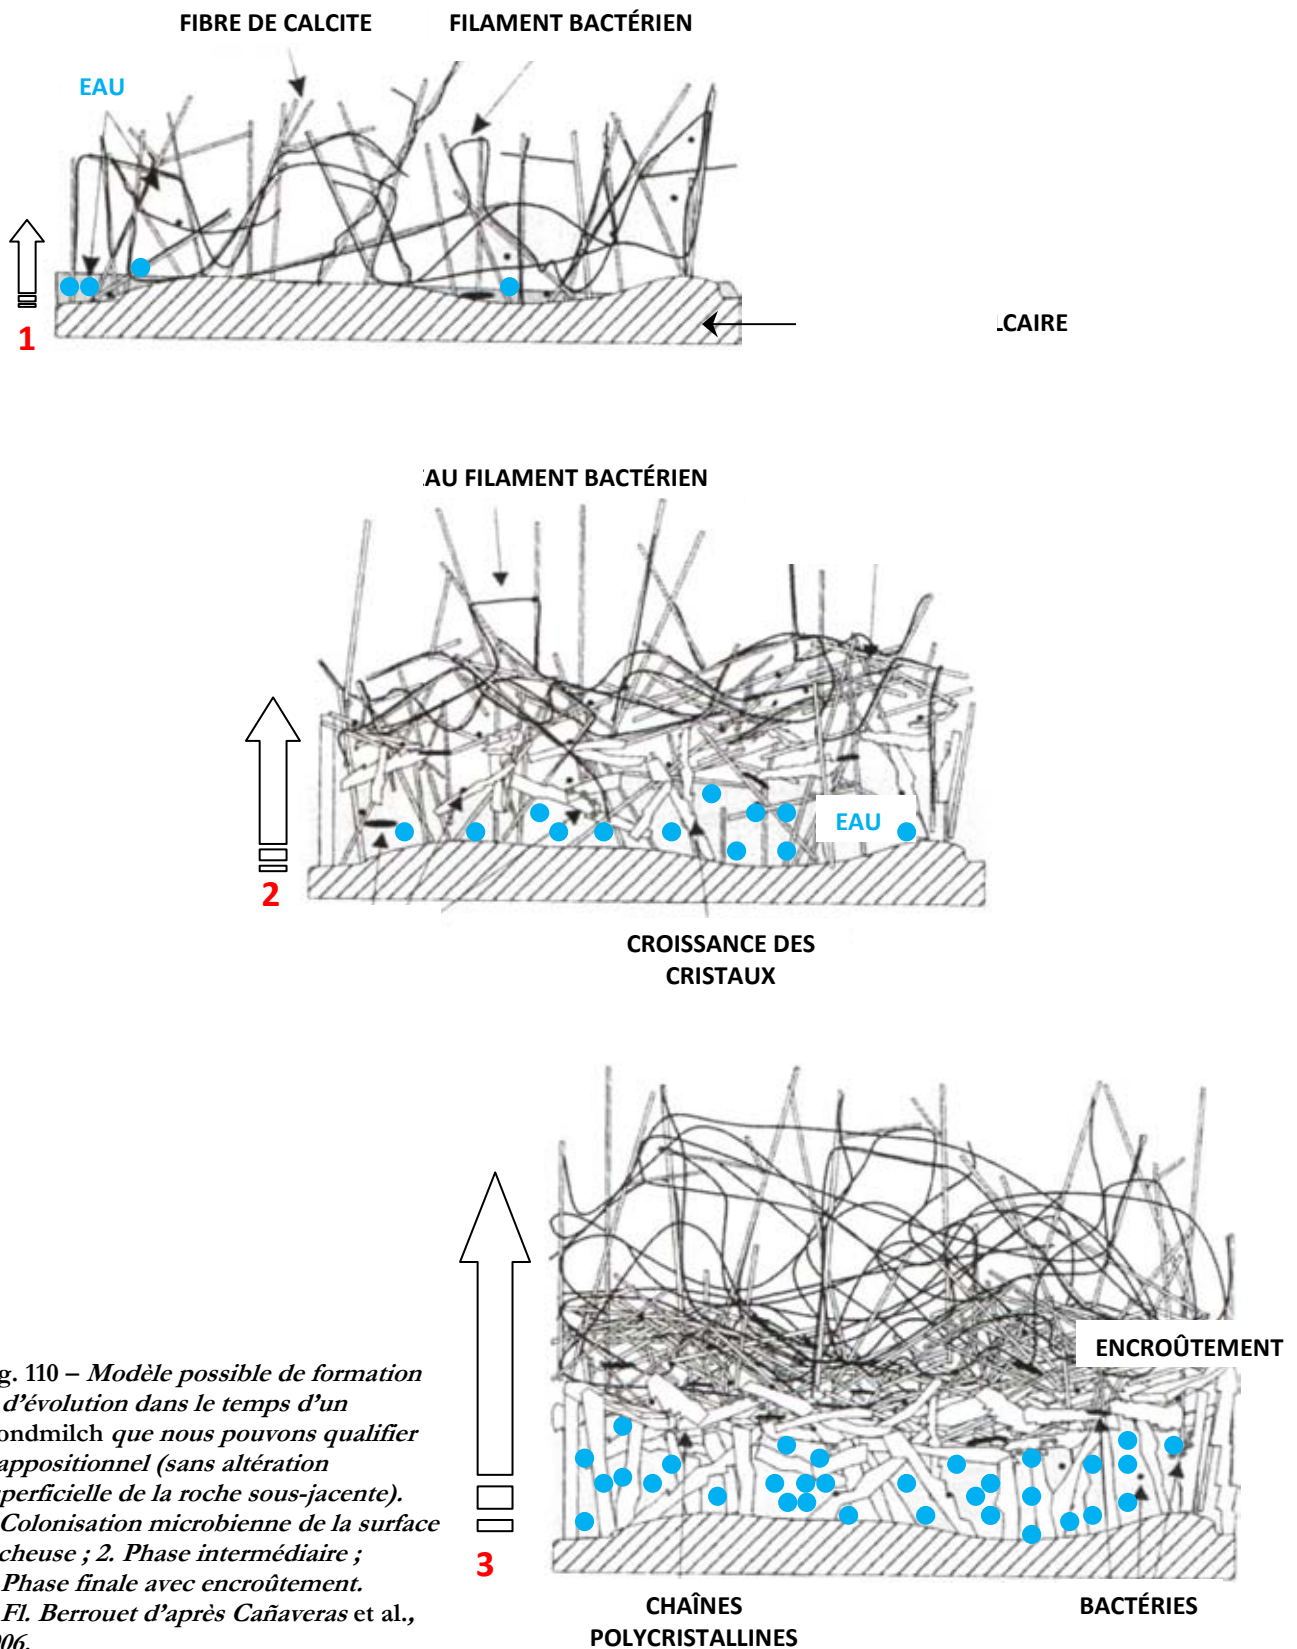 FIBRE DE CALCITE FILAMENT BACTÉRIEN
EAU
1
LCAIRE
AU FILAMENT BACTÉRIEN
EAU
2
CROISSANCE DES
CRISTAUX
ENCROÛTEMENT
3
CHAÎNES
POLYCRISTALLINES
BACTÉRIES
g. 110 – Modèle possible de formation
d'évolution dans le temps d'un
ondmilch que nous pouvons qualifier
appositionnel (sans altération
perficielle de la roche sous-jacente).
Colonisation microbienne de la surface
cheuse ; 2. Phase intermédiaire ;
Phase finale avec encroûtement.
Fl. Berrouet d'après Cañaveras et al.,
06.